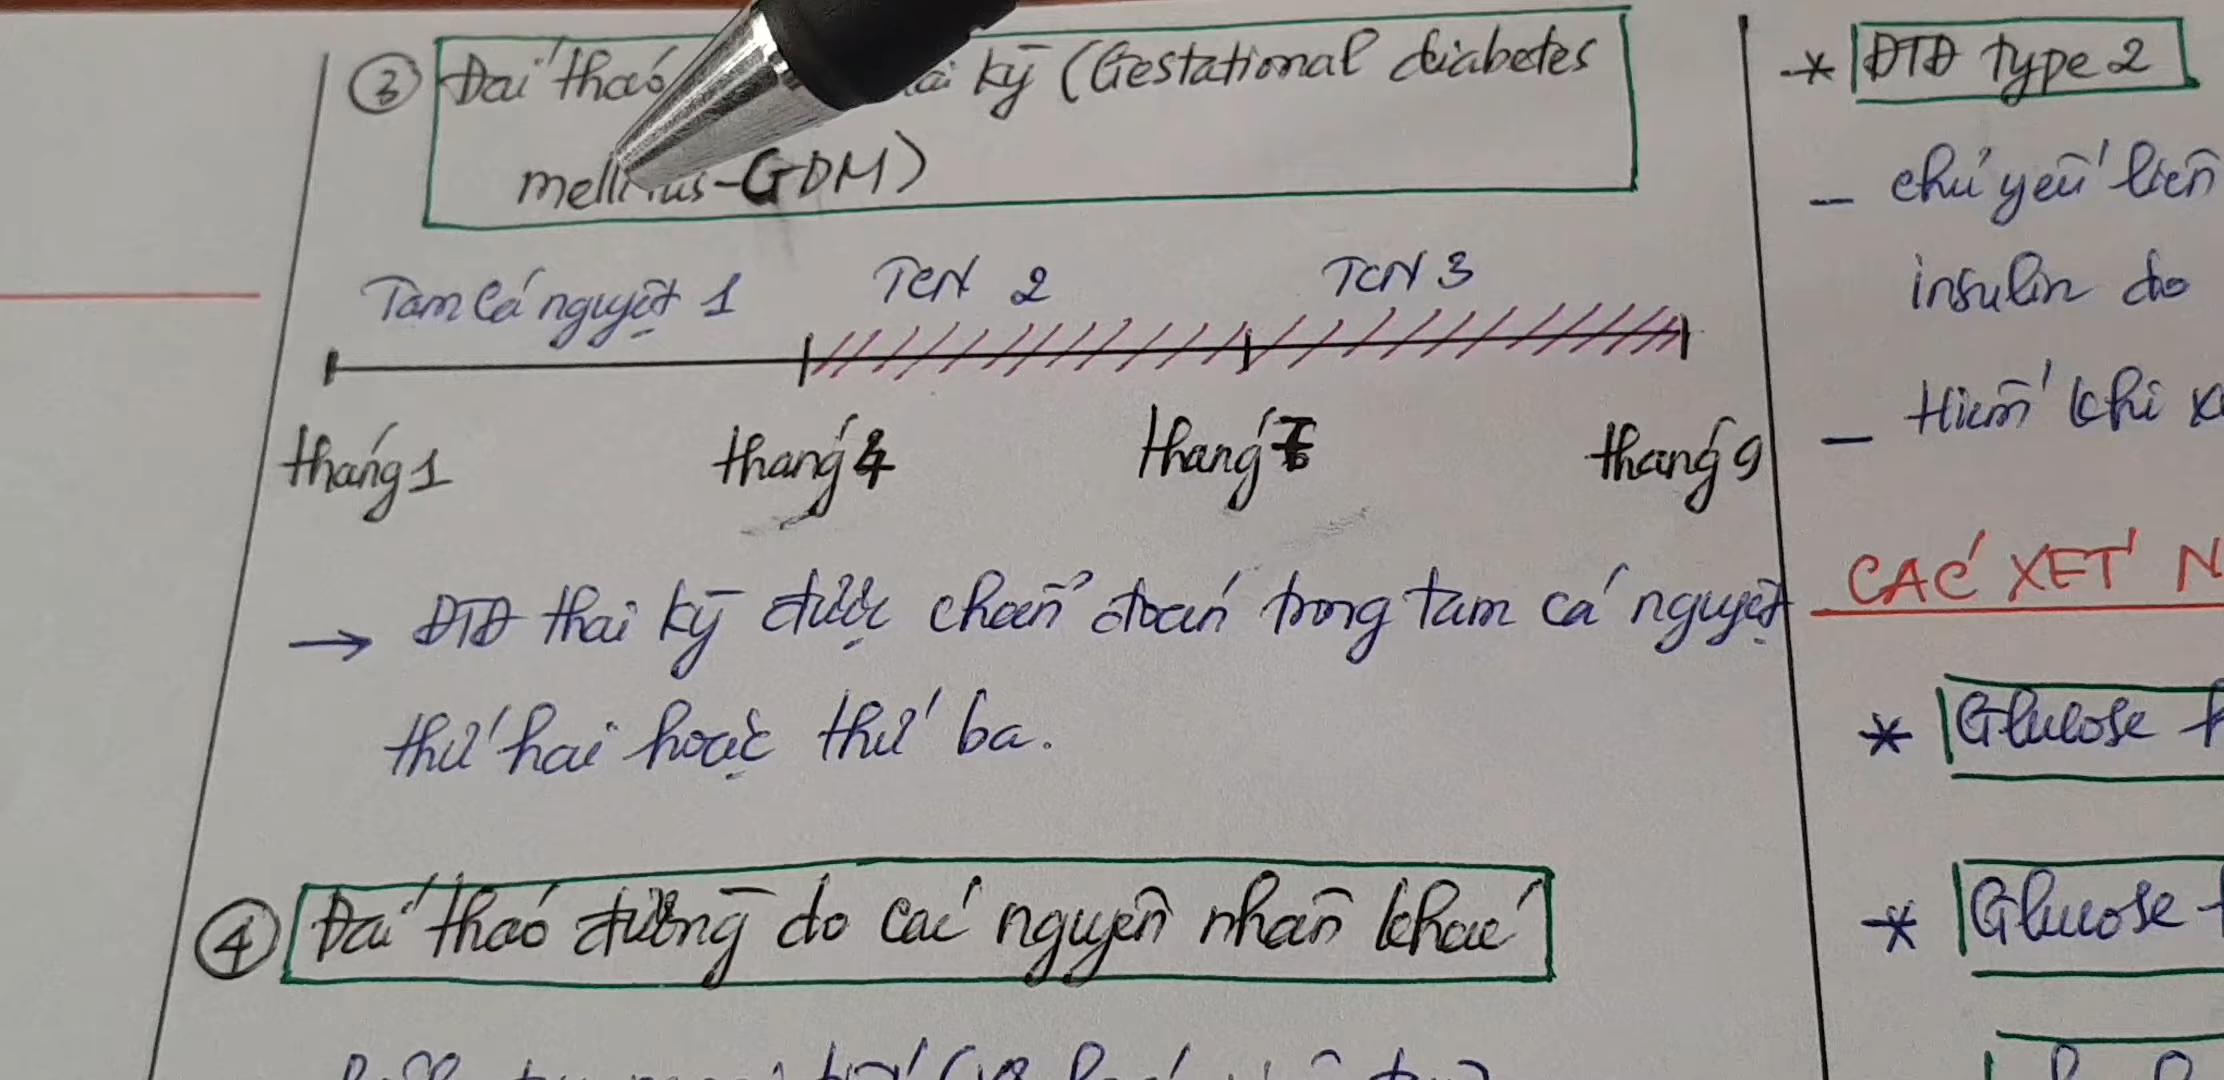 ③ Đái tháo thai kỳ (Gestational diabetes
mellitus-GDM)
Tam cá nguyệt 1 TCN 2 TCN 3
tháng 1 tháng 4 tháng tháng 9
→ ĐTĐ thai kỳ được chẩn đoán trong tam cá nguyệt
thứ hai hoặc thứ ba.
④ Đái tháo đường do các nguyên nhân khác
* ĐTĐ type 2
- chủ yếu liên
insulin do
- Hiếm khi
CÁC XÉT N
* Glucose
* Glucose